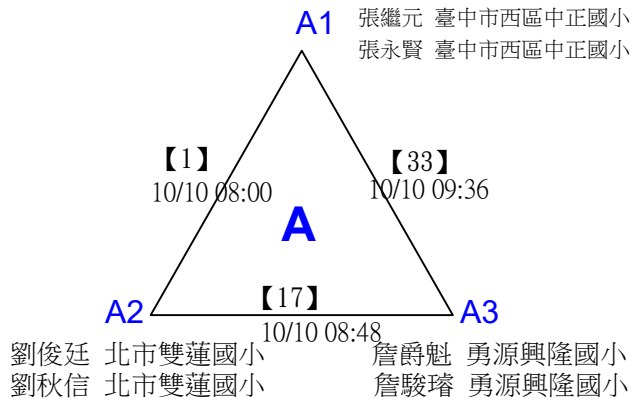 A1
張繼元 臺中市西區中正國小
張永賢 臺中市西區中正國小
【1】
10/10 08:00
【33】
10/10 09:36
A
A2
【17】
10/10 08:48
A3
劉俊廷 北市雙蓮國小
劉秋信 北市雙蓮國小
詹爵魁 勇源興隆國小
詹駿璿 勇源興隆國小